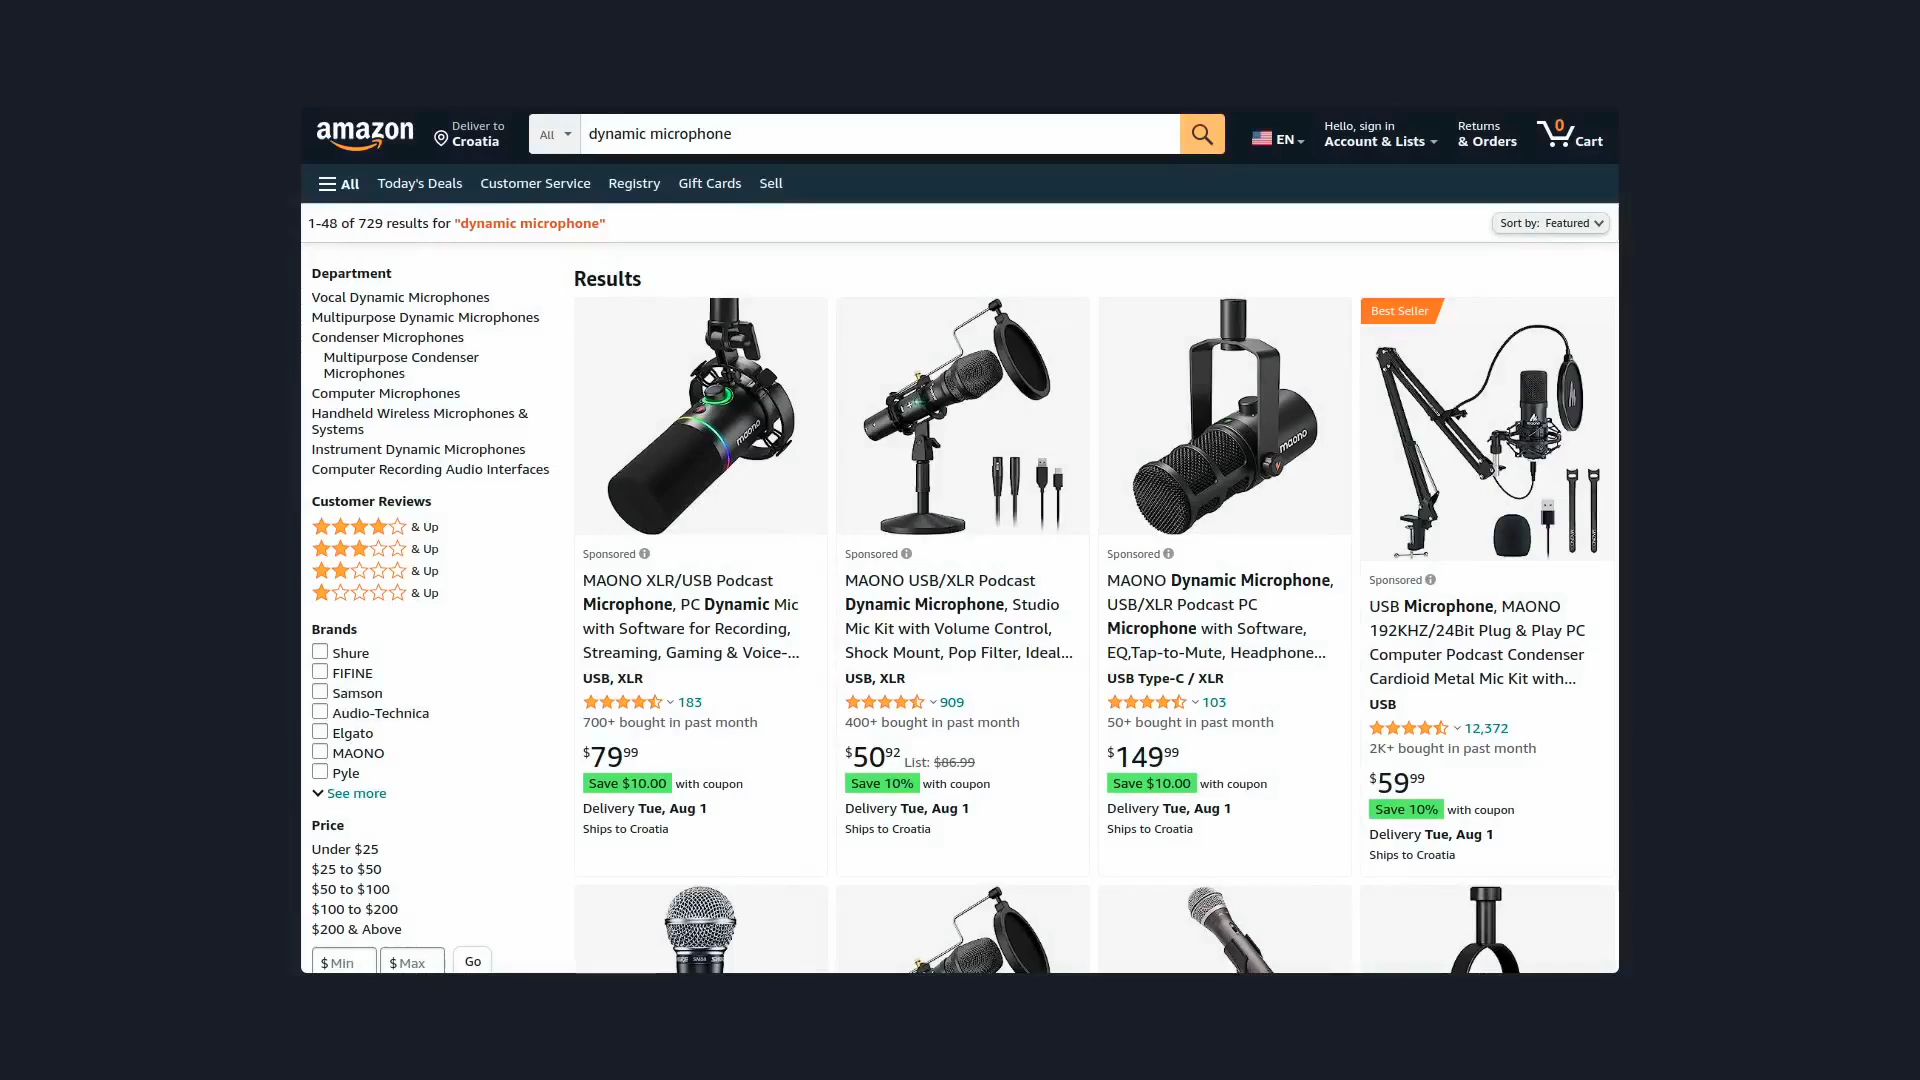 amazon
Deliver to
Croatia
All
dynamic microphone
EN
Hello, sign in
Account & Lists
Returns
& Orders
0
Cart
All
Today's Deals
Customer Service
Registry
Gift Cards
Sell
1-48 of 729 results for "dynamic microphone"
Sort by: Featured
Department
Vocal Dynamic Microphones
Multipurpose Dynamic Microphones
Condenser Microphones
Multipurpose Condenser
Microphones
Computer Microphones
Handheld Wireless Microphones &
Systems
Instrument Dynamic Microphones
Computer Recording Audio Interfaces
Customer Reviews
& Up
& Up
& Up
& Up
Brands
Shure
FIFINE
Samson
Audio-Technica
Elgato
MAONO
Pyle
See more
Price
Under $25
$25 to $50
$50 to $100
$100 to $200
$200 & Above
$ Min
$ Max
Go
Results
maono
Sponsored
MAONO XLR/USB Podcast
Microphone, PC Dynamic Mic
with Software for Recording,
Streaming, Gaming & Voice-...
USB, XLR
183
700+ bought in past month
$79.99
Save $10.00 with coupon
Delivery Tue, Aug 1
Ships to Croatia
Sponsored
MAONO USB/XLR Podcast
Dynamic Microphone, Studio
Mic Kit with Volume Control,
Shock Mount, Pop Filter, Ideal...
USB, XLR
909
400+ bought in past month
$50.92 List: $86.99
Save 10% with coupon
Delivery Tue, Aug 1
Ships to Croatia
maono
Sponsored
MAONO Dynamic Microphone,
USB/XLR Podcast PC
Microphone with Software,
EQ,Tap-to-Mute, Headphone...
USB Type-C / XLR
103
50+ bought in past month
$149.99
Save $10.00 with coupon
Delivery Tue, Aug 1
Ships to Croatia
Best Seller
Sponsored
USB Microphone, MAONO
192KHZ/24Bit Plug & Play PC
Computer Podcast Condenser
Cardioid Metal Mic Kit with...
USB
12,372
2K+ bought in past month
$59.99
Save 10% with coupon
Delivery Tue, Aug 1
Ships to Croatia